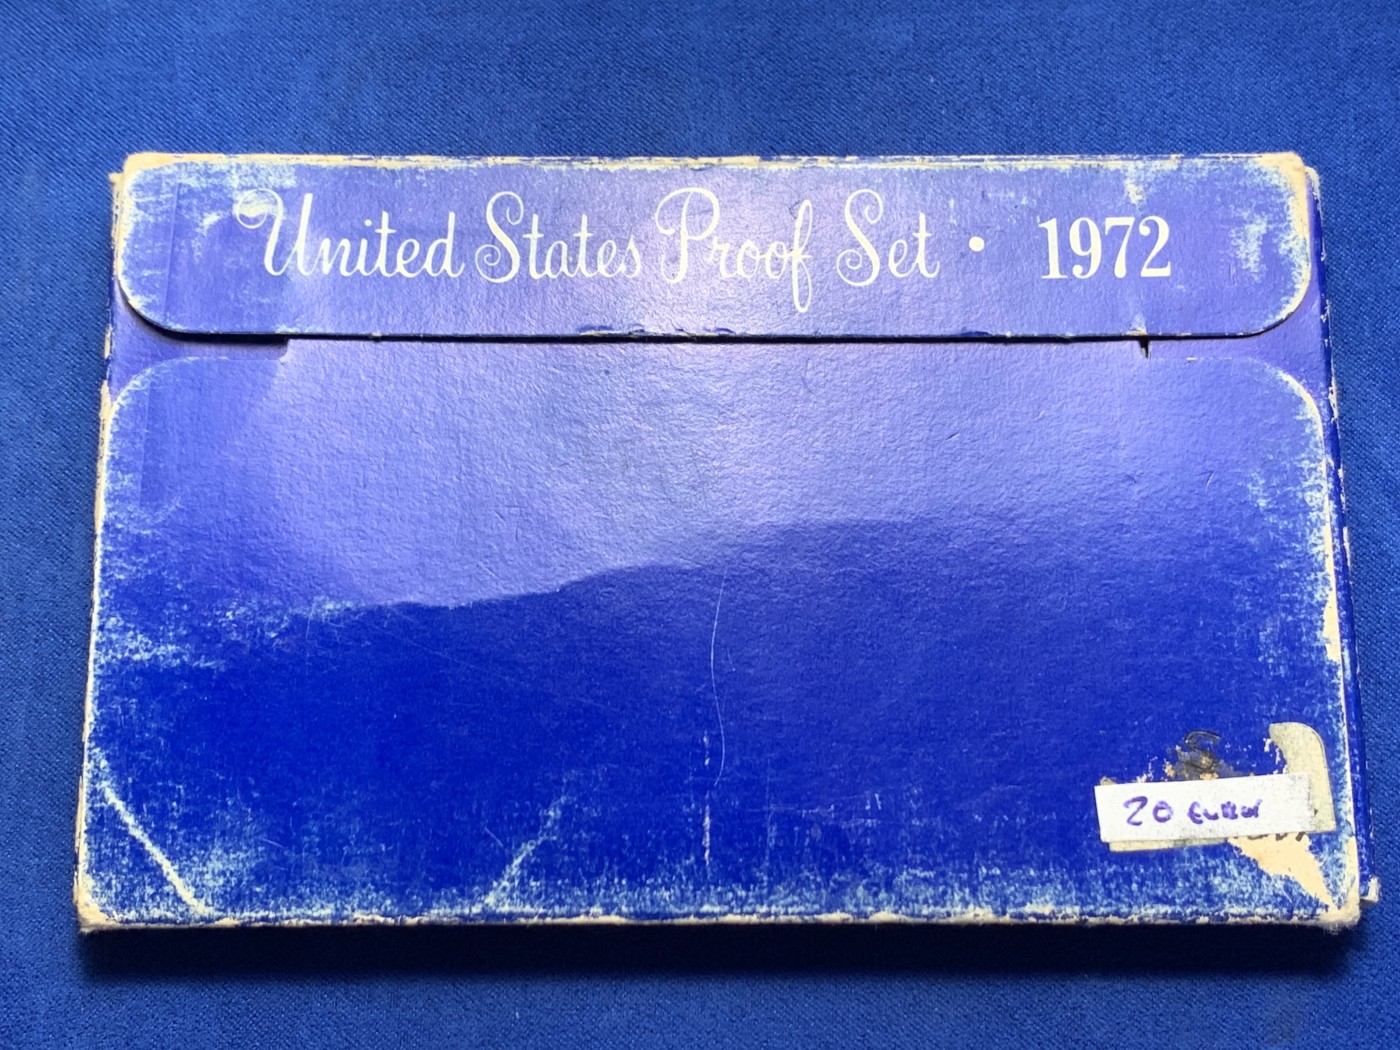 United States Proof Set • 1972
20 Euro